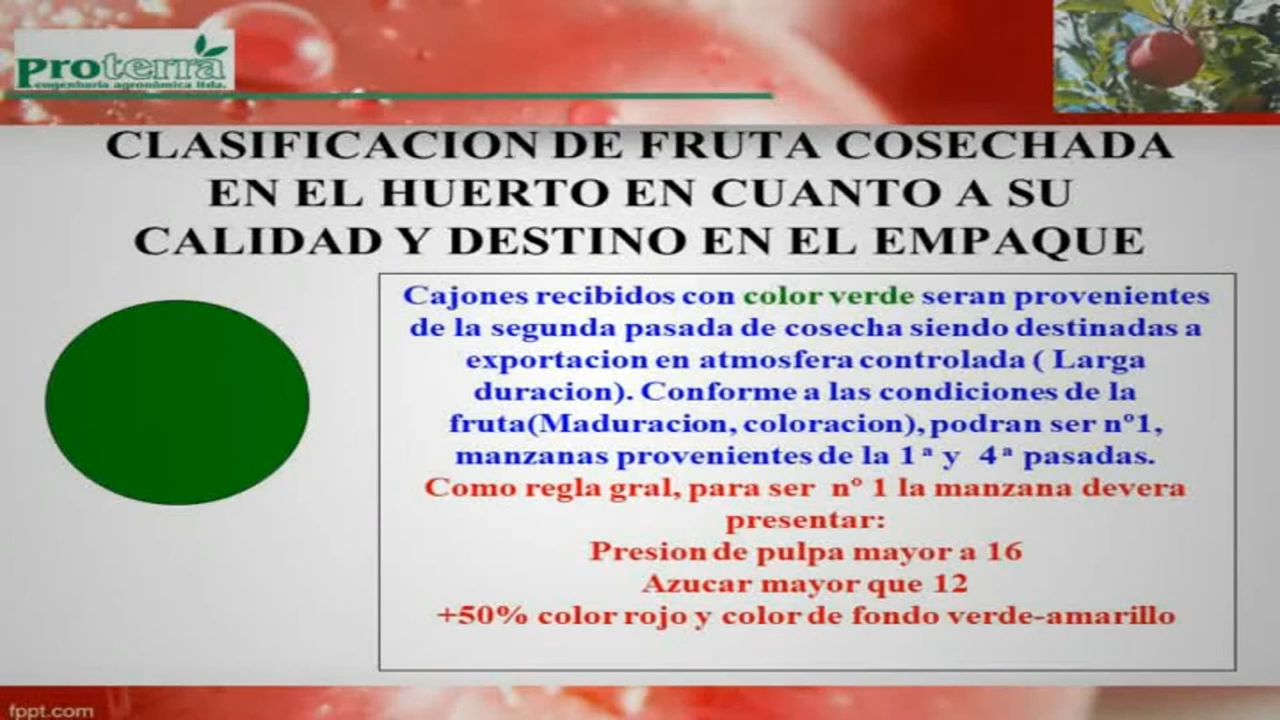 proterra
engenharia agronômica ltda.
CLASIFICACION DE FRUTA COSECHADA
EN EL HUERTO EN CUANTO A SU
CALIDAD Y DESTINO EN EL EMPAQUE
Cajones recibidos con color verde seran provenientes
de la segunda pasada de cosecha siendo destinadas a
exportacion en atmosfera controlada ( Larga
duracion). Conforme a las condiciones de la
fruta(Maduracion, coloracion), podran ser nº1,
manzanas provenientes de la 1ª y 4ª pasadas.
Como regla gral, para ser nº 1 la manzana devera
presentar:
Presion de pulpa mayor a 16
Azucar mayor que 12
+50% color rojo y color de fondo verde-amarillo
fppt.com